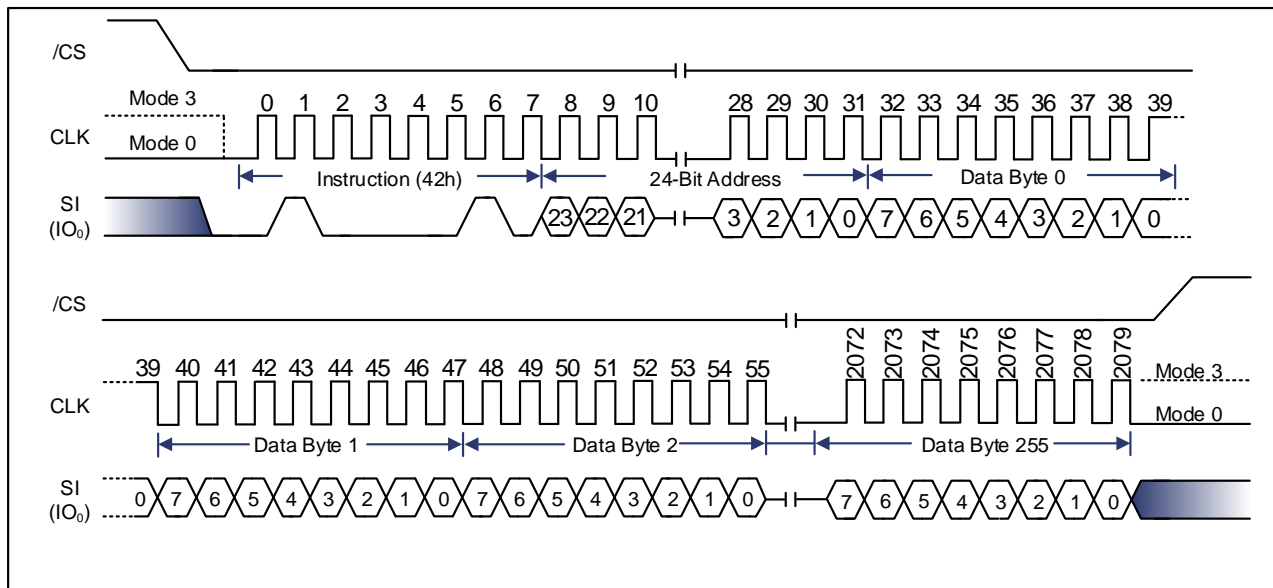 /CS
Mode 3 0 1 2 3 4 5 6 7 8 9 10 28 29 30 31 32 33 34 35 36 37 38 39
CLK
Mode 0
Instruction (42h) 24-Bit Address Data Byte 0
SI
(IO₀)
23 22 21 3 2 1 0 7 6 5 4 3 2 1 0
/CS
39 40 41 42 43 44 45 46 47 48 49 50 51 52 53 54 55 2072 2073 2074 2075 2076 2077 2078 2079
Mode 3
CLK
Mode 0
Data Byte 1 Data Byte 2 Data Byte 255
SI
(IO₀)
0 7 6 5 4 3 2 1 0 7 6 5 4 3 2 1 0 7 6 5 4 3 2 1 0